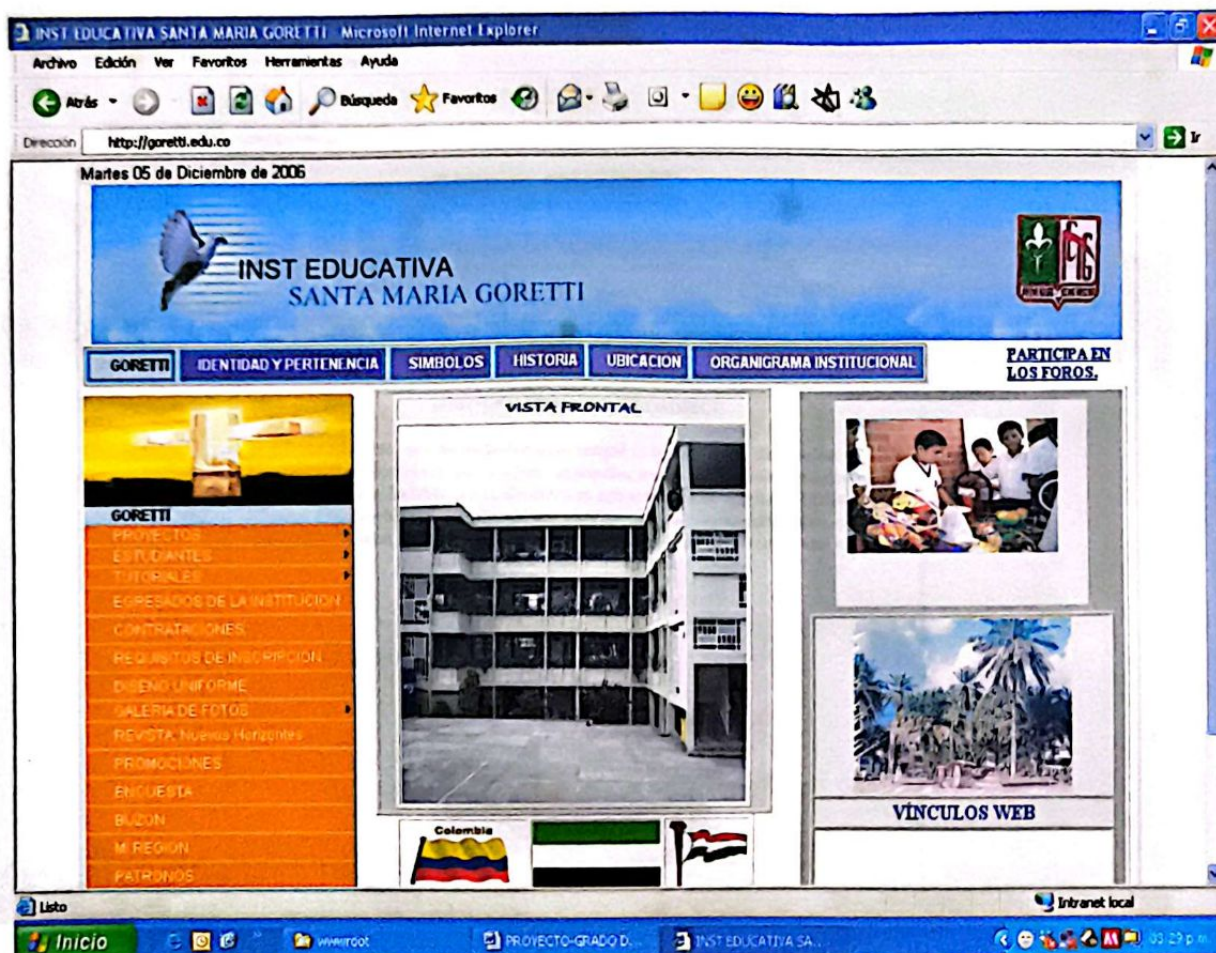 INST EDUCATIVA SANTA MARIA GORETTI - Microsoft Internet Explorer
Archivo Edición Ver Favoritos Herramientas Ayuda
Atrás Búsqueda Favoritos
Dirección http://goretti.edu.co Ir
Martes 05 de Diciembre de 2006
INST EDUCATIVA
SANTA MARIA GORETTI
GORETTI IDENTIDAD Y PERTENENCIA SIMBOLOS HISTORIA UBICACION ORGANIGRAMA INSTITUCIONAL
PARTICIPA EN
LOS FOROS.
GORETTI
PROYECTOS
ESTUDIANTES
TUTORIALES
EGRESADOS DE LA INSTITUCION
CONTRATACIONES
REQUISITOS DE INSCRIPCION
DISENO UNIFORME
GALERIA DE FOTOS
REVISTA: Nuevos Horizontes
PROMOCIONES
ENCUESTA
BUZON
MI REGION
PATRONOS
VISTA FRONTAL
Colombia
VÍNCULOS WEB
Listo Intranet local
Inicio wwwroot PROYECTO-GRADO D... INST EDUCATIVA SA... 03:29 p.m.